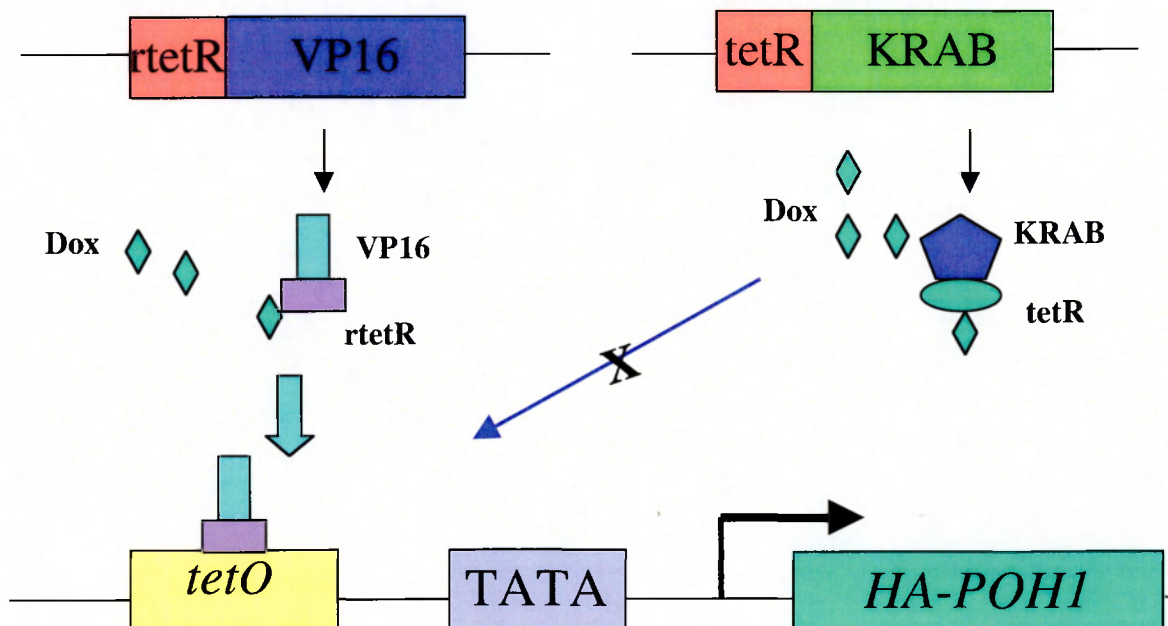 rtetR VP16
tetR KRAB
Dox
VP16
rtetR
Dox
KRAB
tetR
X
tetO
TATA
HA-POH1